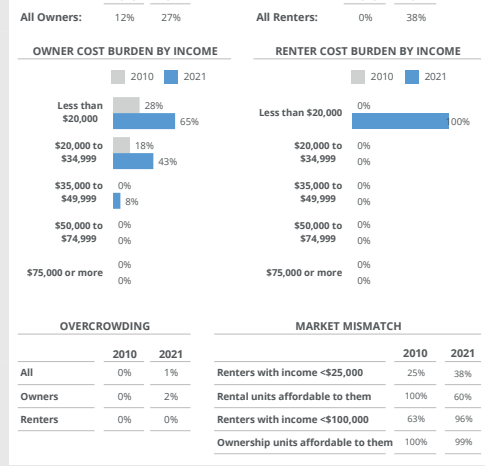 All Owners: 12% 27%
All Renters: 0% 38%
OWNER COST BURDEN BY INCOME
2010 2021
Less than $20,000 28% 65%
$20,000 to $34,999 18% 43%
$35,000 to $49,999 0% 8%
$50,000 to $74,999 0% 0%
$75,000 or more 0% 0%
RENTER COST BURDEN BY INCOME
2010 2021
Less than $20,000 0% 100%
$20,000 to $34,999 0% 0%
$35,000 to $49,999 0% 0%
$50,000 to $74,999 0% 0%
$75,000 or more 0% 0%
OVERCROWDING
2010 2021
All 0% 1%
Owners 0% 2%
Renters 0% 0%
MARKET MISMATCH
2010 2021
Renters with income <$25,000 25% 38%
Rental units affordable to them 100% 60%
Renters with income <$100,000 63% 96%
Ownership units affordable to them 100% 99%